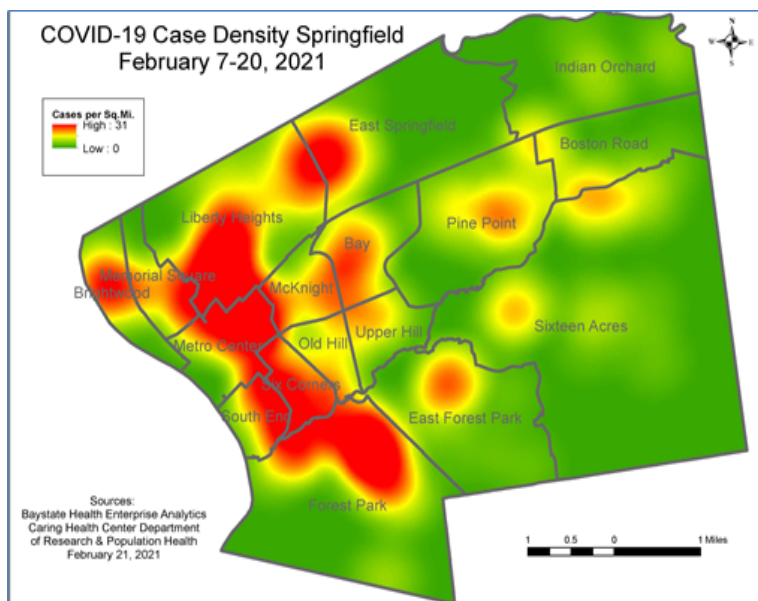 COVID-19 Case Density Springfield
February 7-20, 2021
N
W E
S
Cases per Sq.Mi.
High : 31
Low : 0
Indian Orchard
East Springfield
Boston Road
Liberty Heights
Pine Point
Bay
Memorial Square
Brightwood
McKnight
Sixteen Acres
Upper Hill
Old Hill
Metro Center
Six Corners
South End
East Forest Park
Forest Park
Sources:
Baystate Health Enterprise Analytics
Caring Health Center Department
of Research & Population Health
February 21, 2021
1 0.5 0 1 Miles